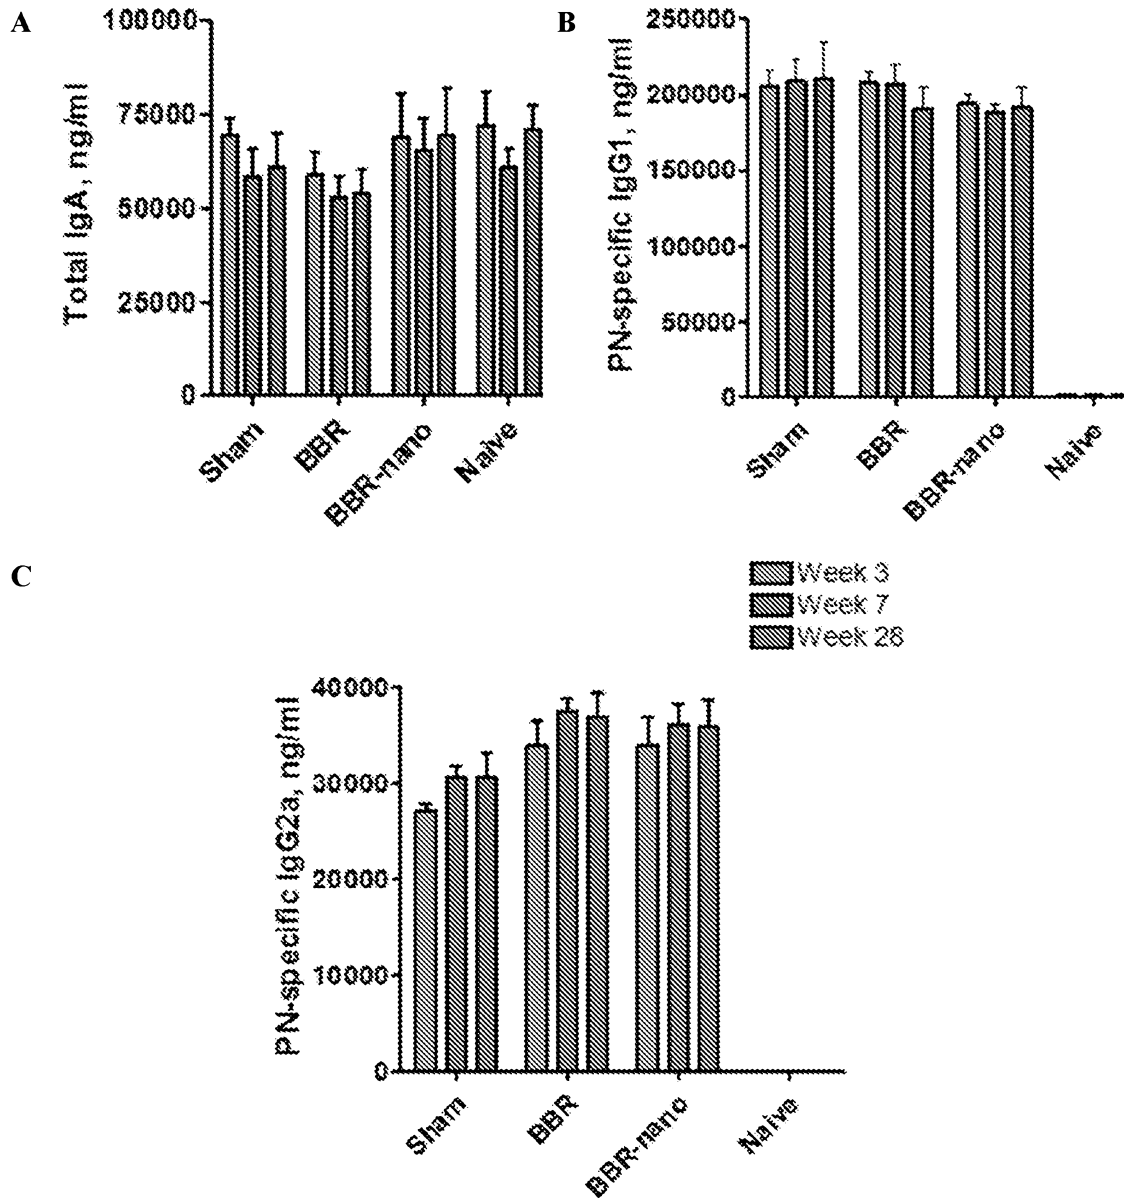 A
Total IgA, ng/ml
100000
75000
50000
25000
0
Sham
BBR
BBR-nano
Naive
B
PN-specific IgG1, ng/ml
250000
200000
150000
100000
50000
0
Sham
BBR
BBR-nano
Naive
C
Week 3
Week 7
Week 28
PN-specific IgG2a, ng/ml
40000
30000
20000
10000
0
Sham
BBR
BBR-nano
Naive